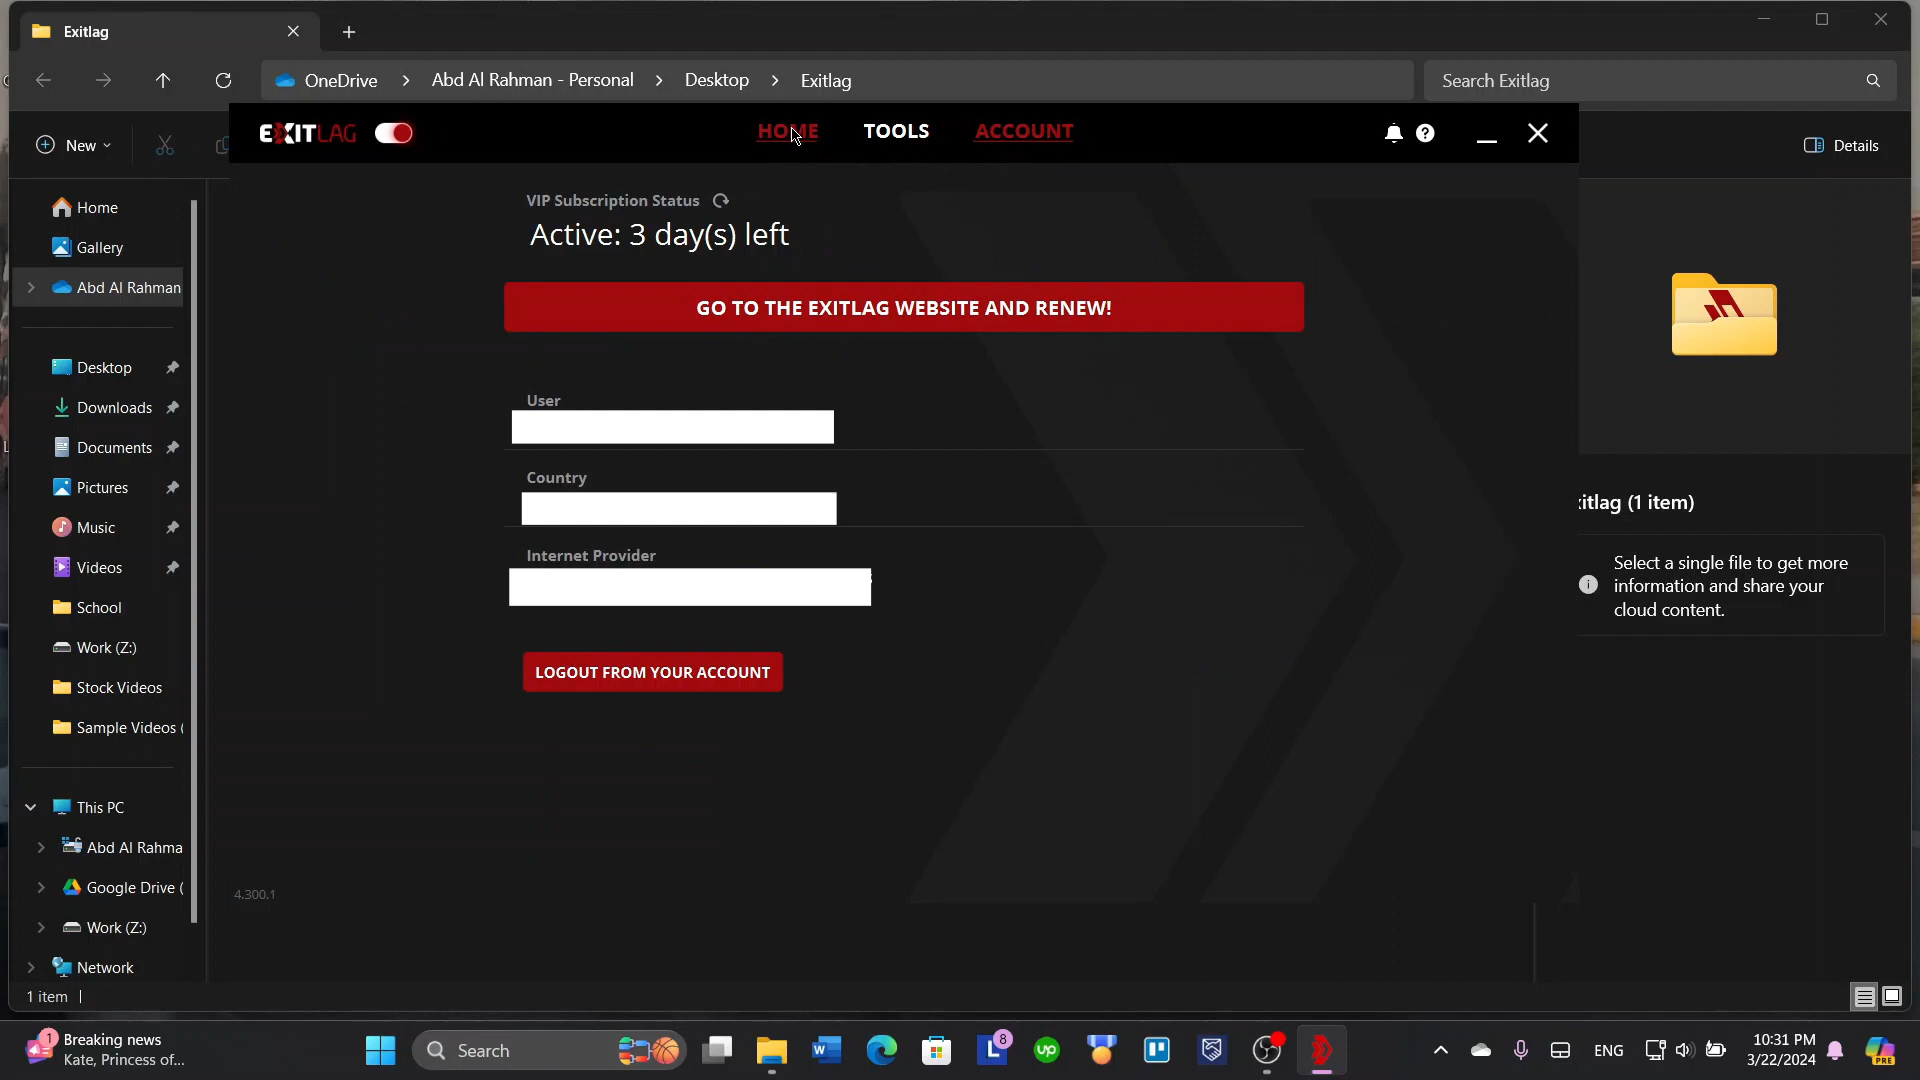 Exitlag
OneDrive > Abd Al Rahman - Personal > Desktop > Exitlag
Search Exitlag
New
EXITLAG
HOME
TOOLS
ACCOUNT
Details
Home
Gallery
Abd Al Rahman
Desktop
Downloads
Documents
Pictures
Music
Videos
School
Work (Z:)
Stock Videos
Sample Videos (
This PC
Abd Al Rahma
Google Drive (
Work (Z:)
Network
VIP Subscription Status
Active: 3 day(s) left
GO TO THE EXITLAG WEBSITE AND RENEW!
User
Country
Internet Provider
LOGOUT FROM YOUR ACCOUNT
4.300.1
itlag (1 item)
Select a single file to get more
information and share your
cloud content.
1 item
1
Breaking news
Kate, Princess of...
Search
W
L
8
up
ENG
10:31 PM
3/22/2024
PRE